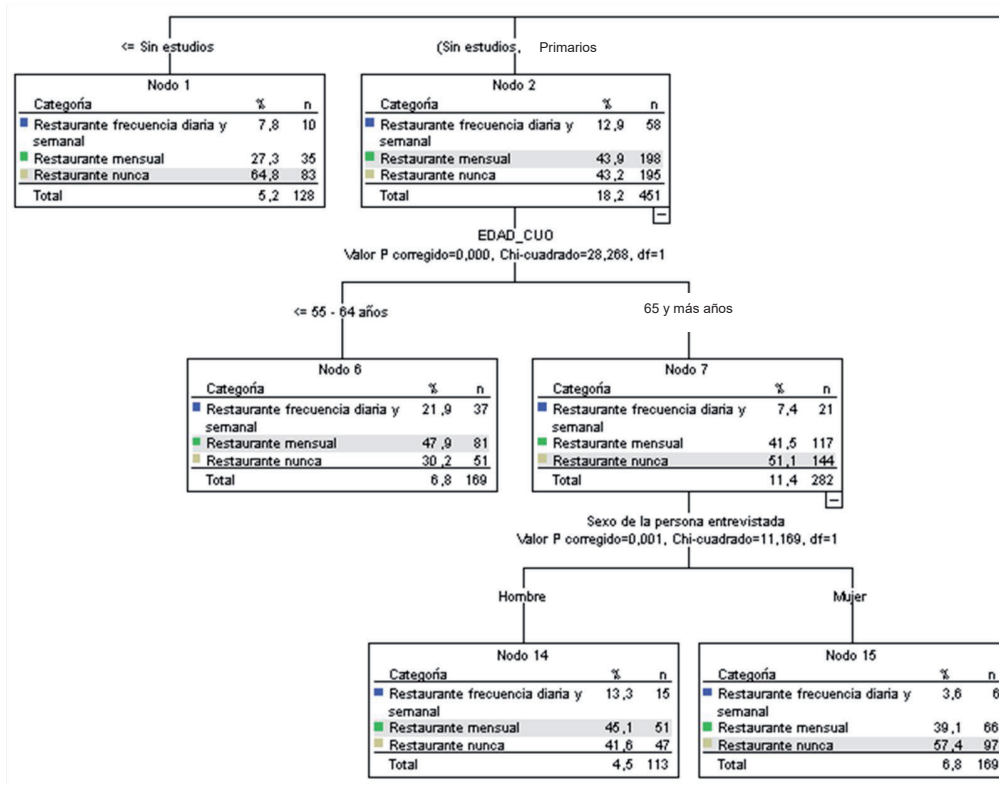 <= Sin estudios
(Sin estudios, Primarios
Nodo 1
Categoría % n
Restaurante frecuencia diaria y 7,8 10
semanal
Restaurante mensual 27,3 35
Restaurante nunca 64,8 83
Total 5,2 128
Nodo 2
Categoría % n
Restaurante frecuencia diaria y 12,9 58
semanal
Restaurante mensual 43,9 198
Restaurante nunca 43,2 195
Total 18,2 451
EDAD_CUO
Valor P corregido=0,000, Chi-cuadrado=28,268, df=1
<= 55 - 64 años
65 y más años
Nodo 6
Categoría % n
Restaurante frecuencia diaria y 21,9 37
semanal
Restaurante mensual 47,9 81
Restaurante nunca 30,2 51
Total 6,8 169
Nodo 7
Categoría % n
Restaurante frecuencia diaria y 7,4 21
semanal
Restaurante mensual 41,5 117
Restaurante nunca 51,1 144
Total 11,4 282
Sexo de la persona entrevistada
Valor P corregido=0,001, Chi-cuadrado=11,169, df=1
Hombre
Mujer
Nodo 14
Categoría % n
Restaurante frecuencia diaria y 13,3 15
semanal
Restaurante mensual 45,1 51
Restaurante nunca 41,6 47
Total 4,5 113
Nodo 15
Categoría % n
Restaurante frecuencia diaria y 3,6 6
semanal
Restaurante mensual 39,1 66
Restaurante nunca 57,4 97
Total 6,8 169